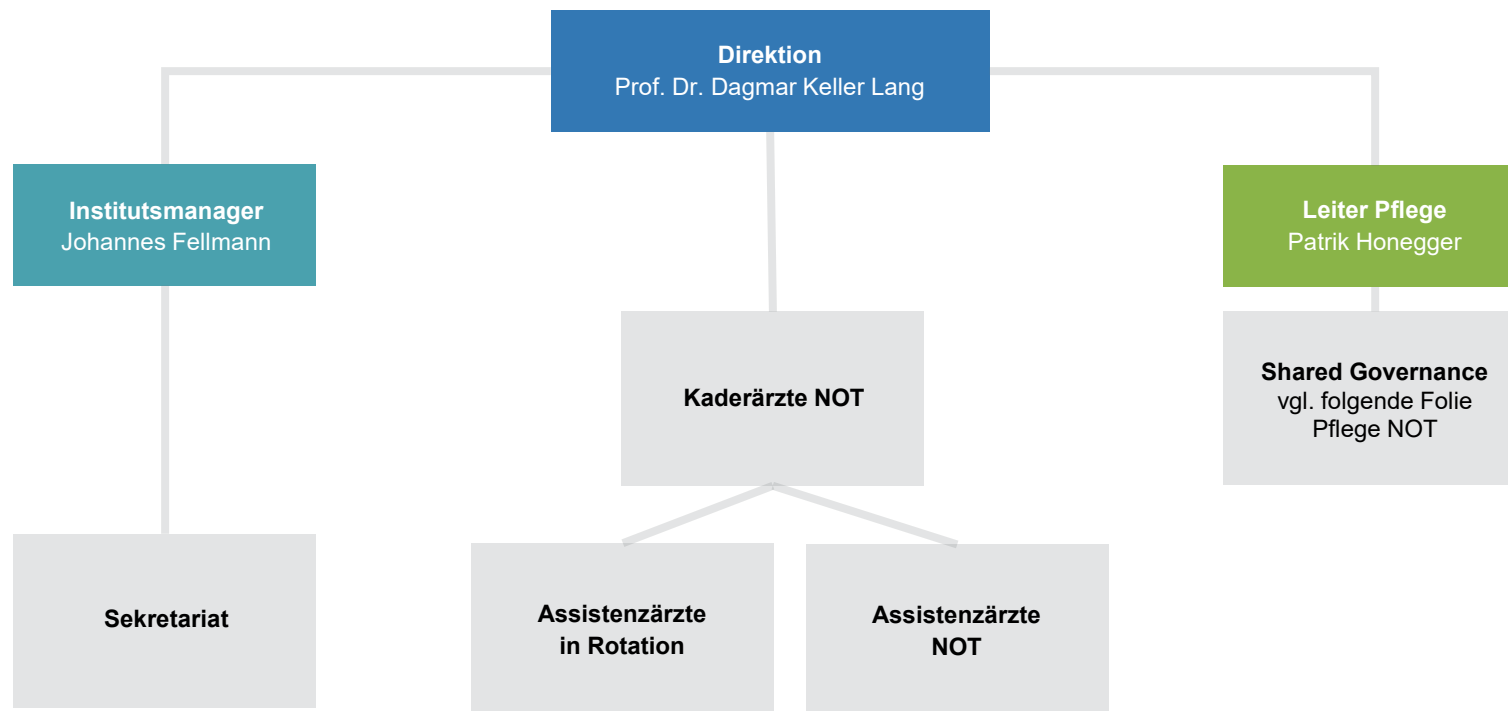 Direktion
Prof. Dr. Dagmar Keller Lang
Institutsmanager
Johannes Fellmann
Leiter Pflege
Patrik Honegger
Kaderärzte NOT
Shared Governance
vgl. folgende Folie
Pflege NOT
Sekretariat
Assistenzärzte
in Rotation
Assistenzärzte
NOT